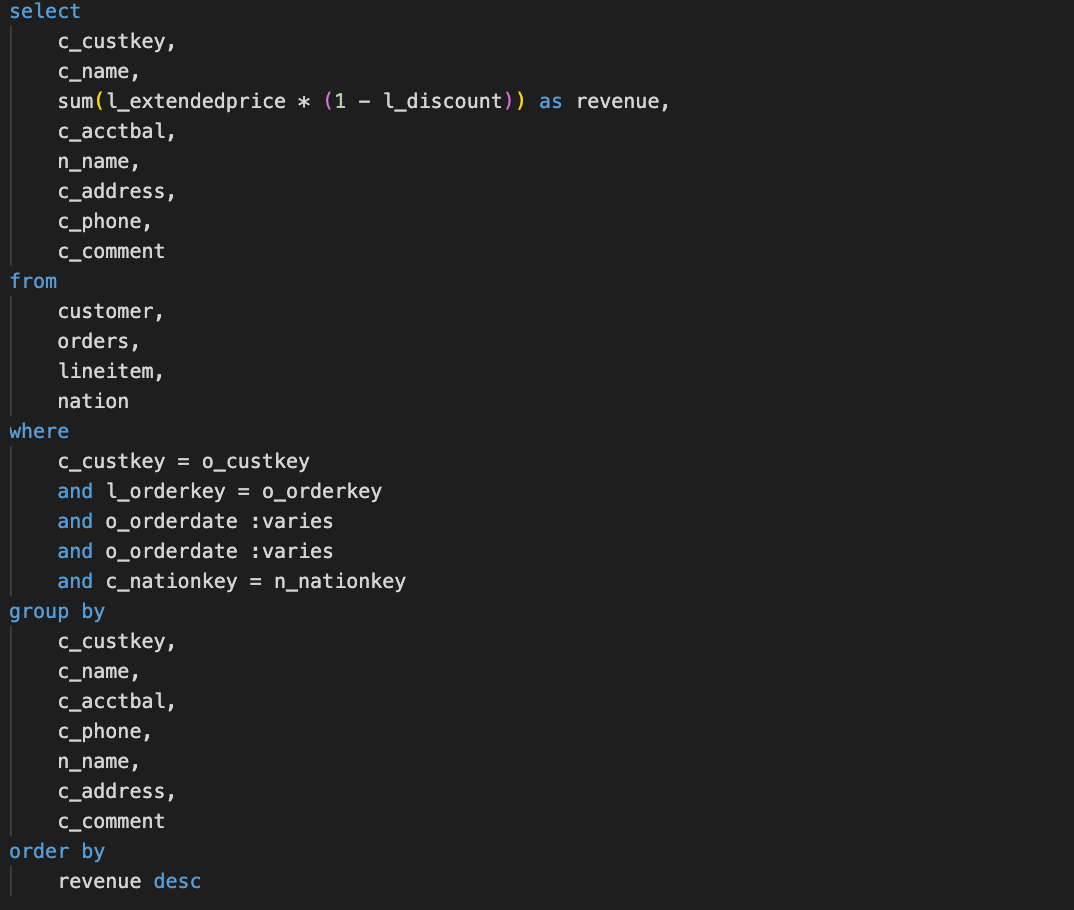 select
    c_custkey,
    c_name,
    sum(l_extendedprice * (1 - l_discount)) as revenue,
    c_acctbal,
    n_name,
    c_address,
    c_phone,
    c_comment
from
    customer,
    orders,
    lineitem,
    nation
where
    c_custkey = o_custkey
    and l_orderkey = o_orderkey
    and o_orderdate :varies
    and o_orderdate :varies
    and c_nationkey = n_nationkey
group by
    c_custkey,
    c_name,
    c_acctbal,
    c_phone,
    n_name,
    c_address,
    c_comment
order by
    revenue desc